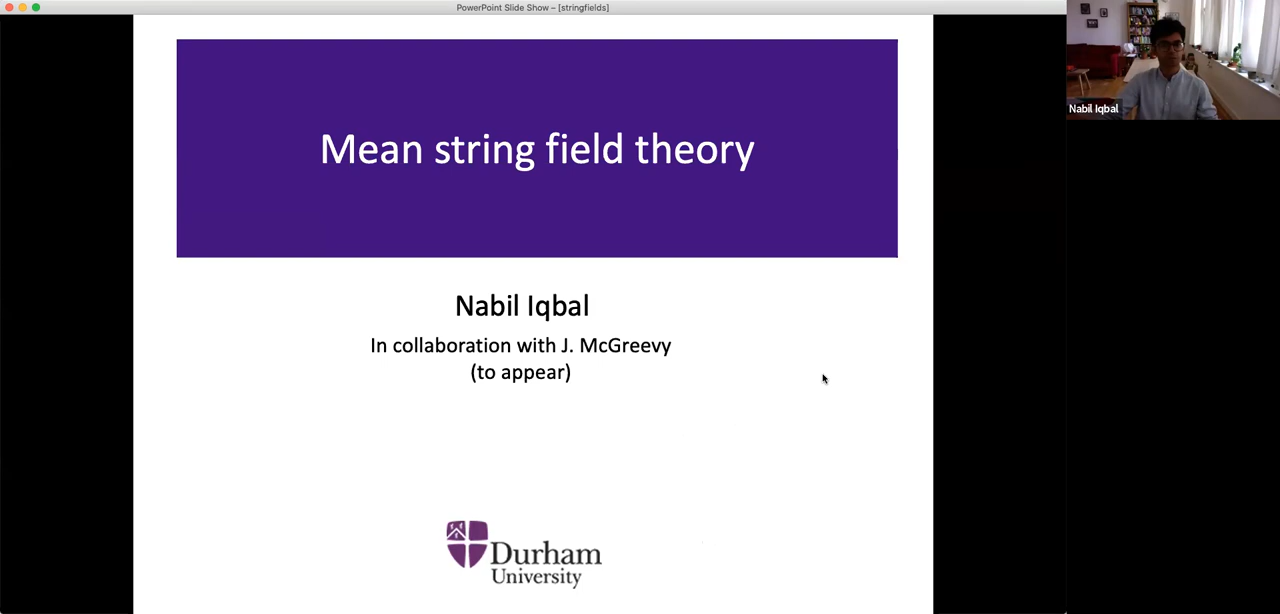 PowerPoint Slide Show – [stringfields]
Mean string field theory
Nabil Iqbal
Nabil Iqbal
In collaboration with J. McGreevy
(to appear)
Durham
University